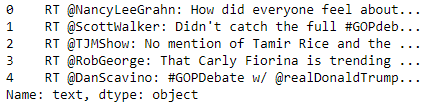 0    RT @NancyLeeGrahn: How did everyone feel about...
1    RT @ScottWalker: Didn't catch the full #GOPdeb...
2    RT @TJMShow: No mention of Tamir Rice and the ...
3    RT @RobGeorge: That Carly Fiorina is trending ...
4    RT @DanScavino: #GOPDebate w/ @realDonaldTrump...
Name: text, dtype: object